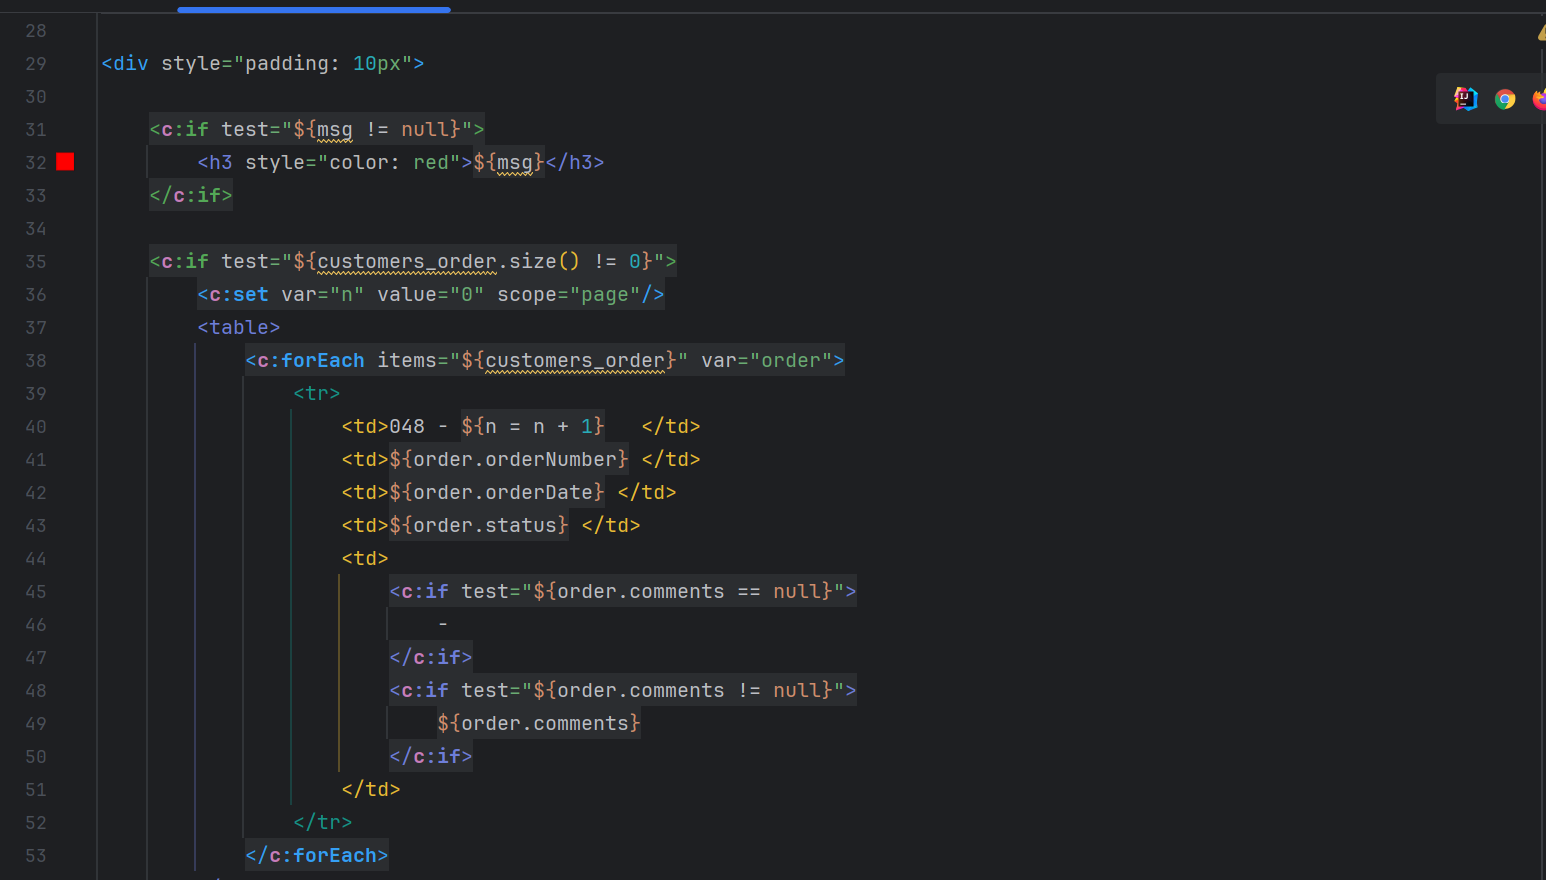 28
29 <div style="padding: 10px">
30
31     <c:if test="${msg != null}">
32         <h3 style="color: red">${msg}</h3>
33     </c:if>
34
35     <c:if test="${customers_order.size() != 0}">
36         <c:set var="n" value="0" scope="page"/>
37         <table>
38             <c:forEach items="${customers_order}" var="order">
39                 <tr>
40                     <td>048 - ${n = n + 1}   </td>
41                     <td>${order.orderNumber} </td>
42                     <td>${order.orderDate} </td>
43                     <td>${order.status} </td>
44                     <td>
45                         <c:if test="${order.comments == null}">
46                             -
47                         </c:if>
48                         <c:if test="${order.comments != null}">
49                             ${order.comments}
50                         </c:if>
51                     </td>
52                 </tr>
53             </c:forEach>